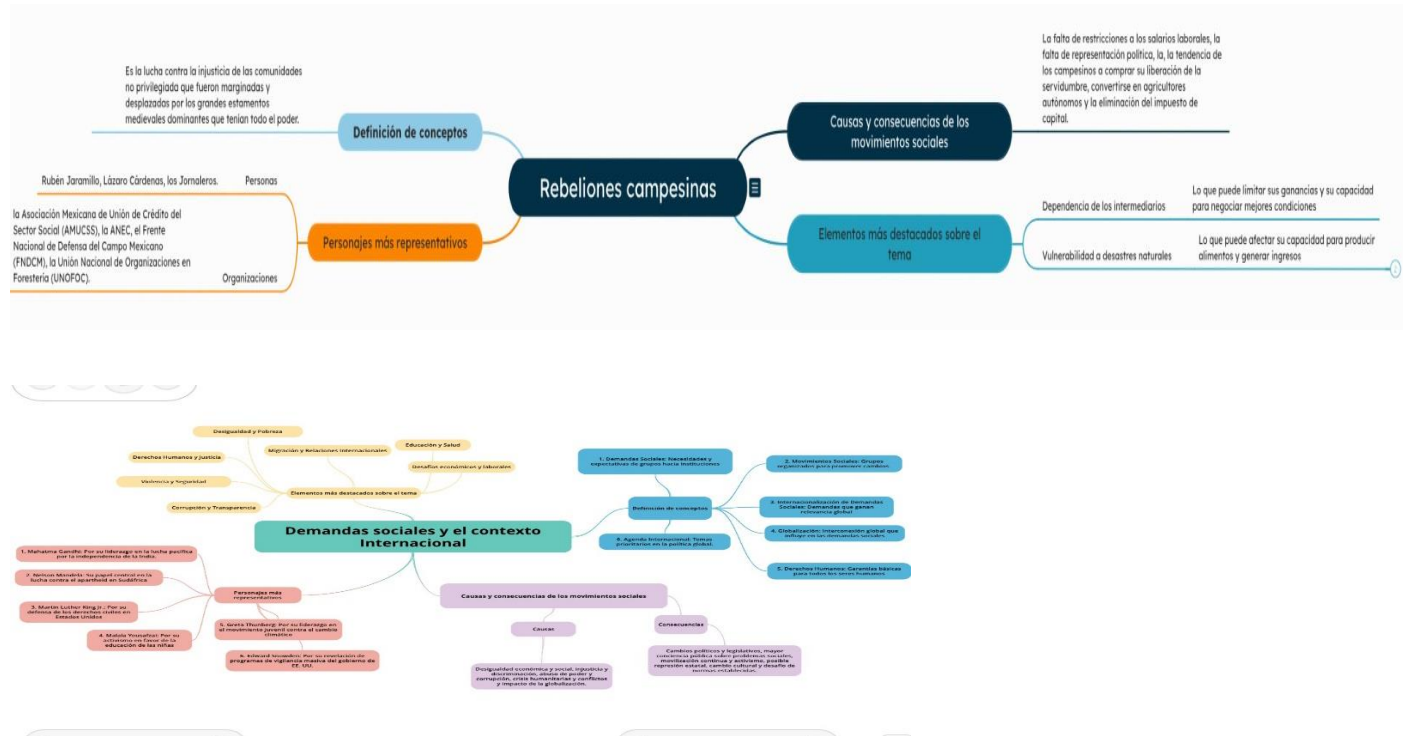 Rebeliones campesinas
Definición de conceptos
Es la lucha contra la injusticia de las comunidades
no privilegiada que fueron marginadas y
desplazadas por los grandes estamentos
medievales dominantes que tenían todo el poder.
Personajes más representativos
Rubén Jaramillo, Lázaro Cárdenas, los Jornaleros.
Personas
la Asociación Mexicana de Unión de Crédito del
Sector Social (AMUCSS), la ANEC, el Frente
Nacional de Defensa del Campo Mexicano
(FNDCM), la Unión Nacional de Organizaciones en
Forestería (UNOFOC).
Organizaciones
Causas y consecuencias de los
movimientos sociales
La falta de restricciones a los salarios laborales, la
falta de representación política, la, la tendencia de
los campesinos a comprar su liberación de la
servidumbre, convertirse en agricultores
autónomos y la eliminación del impuesto de
capital.
Elementos más destacados sobre el
tema
Dependencia de los intermediarios
Lo que puede limitar sus ganancias y su capacidad
para negociar mejores condiciones
Vulnerabilidad a desastres naturales
Lo que puede afectar su capacidad para producir
alimentos y generar ingresos
Demandas sociales y el contexto
Internacional
Elementos más destacados sobre el tema
Desigualdad y Pobreza
Migración y Relaciones Internacionales
Educación y Salud
Derechos Humanos y Justicia
Desafíos económicos y laborales
Violencia y Seguridad
Corrupción y Transparencia
Definición de conceptos
1. Demandas Sociales: Necesidades y
expectativas de grupos hacia instituciones
2. Movimientos Sociales: Grupos
organizados para promover cambios
3. Internacionalización de Demandas
Sociales: Demandas que ganan
relevancia global
4. Globalización: Interconexión global que
influye en las demandas sociales
5. Derechos Humanos: Garantías básicas
para todos los seres humanos
6. Agenda Internacional: Temas
prioritarios en la política global.
Personajes más
representativos
1. Mahatma Gandhi: Por su liderazgo en la lucha pacífica
por la independencia de la India.
2. Nelson Mandela: Su papel central en la
lucha contra el apartheid en Sudáfrica
3. Martin Luther King Jr.: Por su
defensa de los derechos civiles en
Estados Unidos
4. Malala Yousafzai: Por su
activismo en favor de la
educación de las niñas
5. Greta Thunberg: Por su liderazgo en
el movimiento juvenil contra el cambio
climático
6. Edward Snowden: Por su revelación de
programas de vigilancia masiva del gobierno de
EE. UU.
Causas y consecuencias de los movimientos sociales
Causas
Desigualdad económica y social, injusticia y
discriminación, abuso de poder y
corrupción, crisis humanitarias y conflictos
y impacto de la globalización.
Consecuencias
Cambios políticos y legislativos, mayor
conciencia pública sobre problemas sociales,
movilización continua y activismo, posible
represión estatal, cambio cultural y desafío de
normas establecidas.